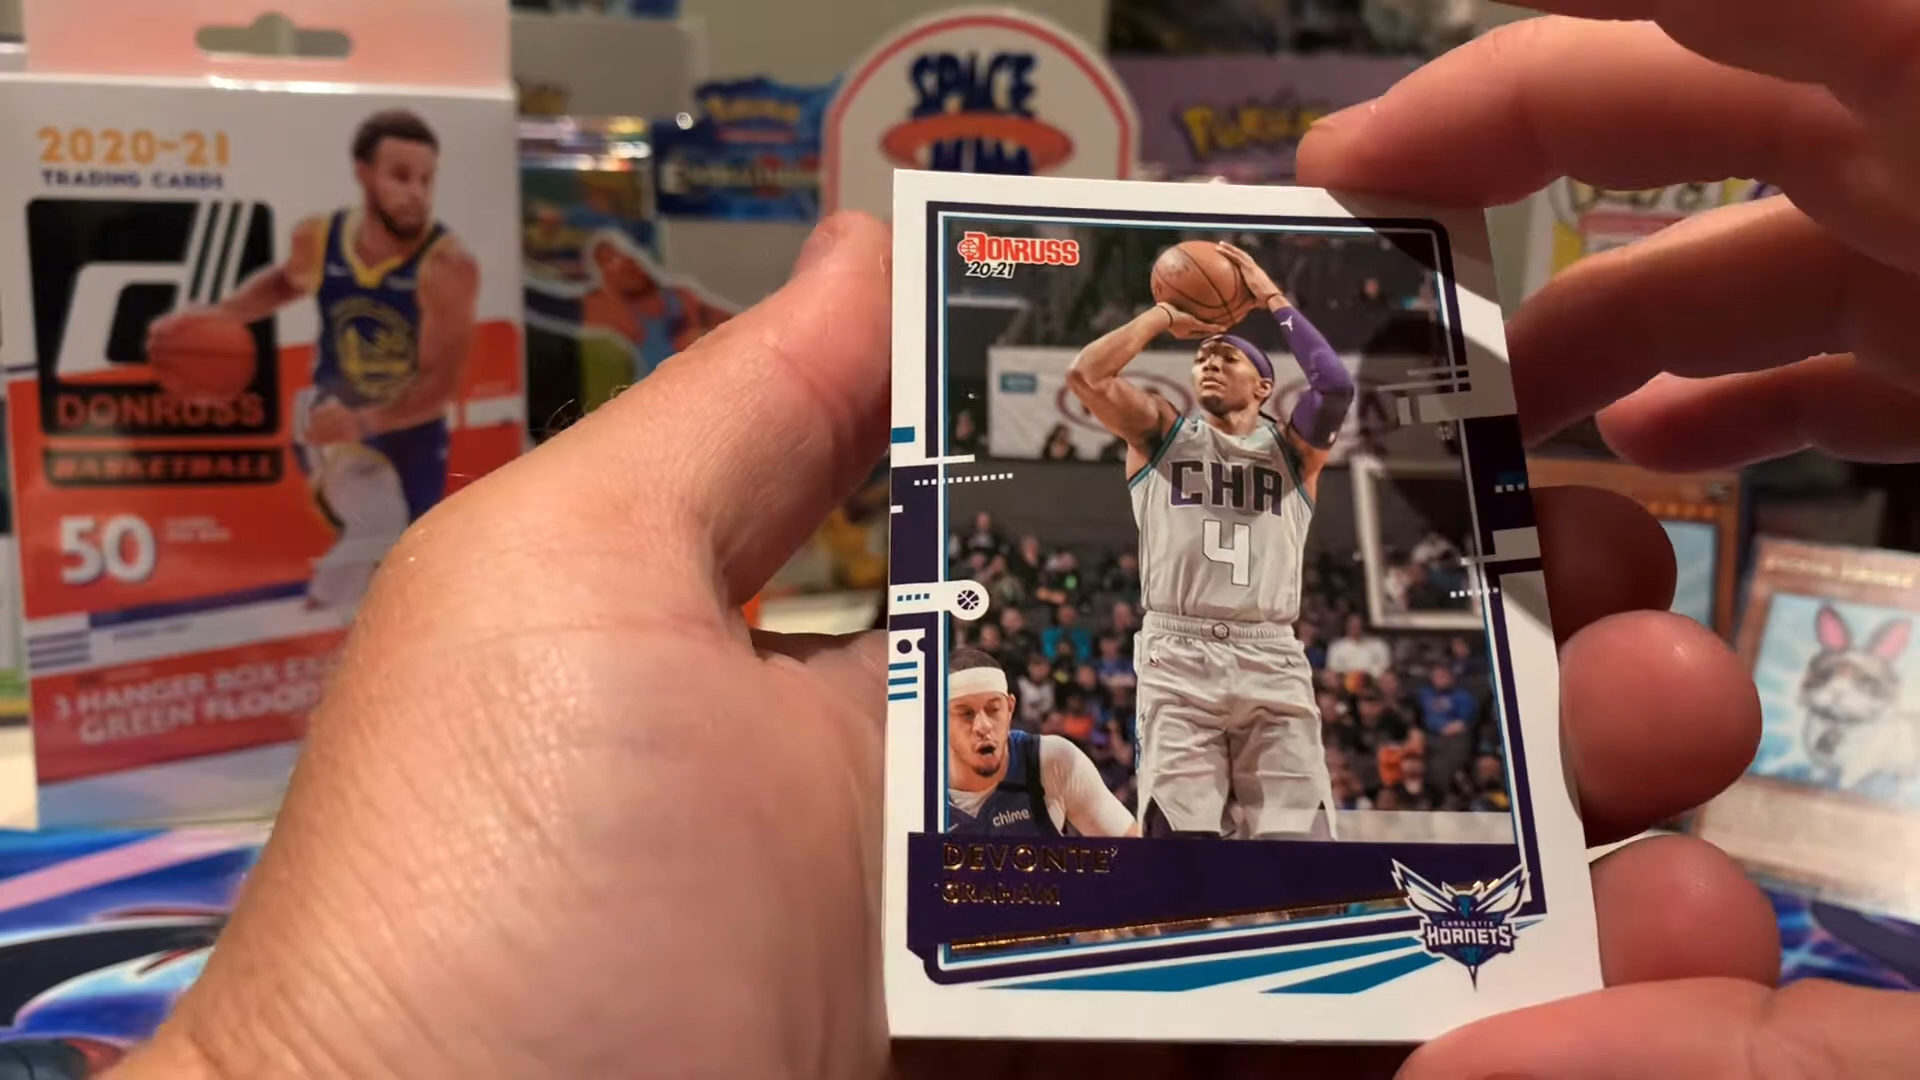 2020-21
TRADING CARDS
DONRUSS
BASKETBALL
50
3 HANGER BOX
GREEN FLOOD
SPACE
JAM
DONRUSS
20-21
CHA
4
chime
DEVONTE'
GRAHAM
CHARLOTTE
HORNETS